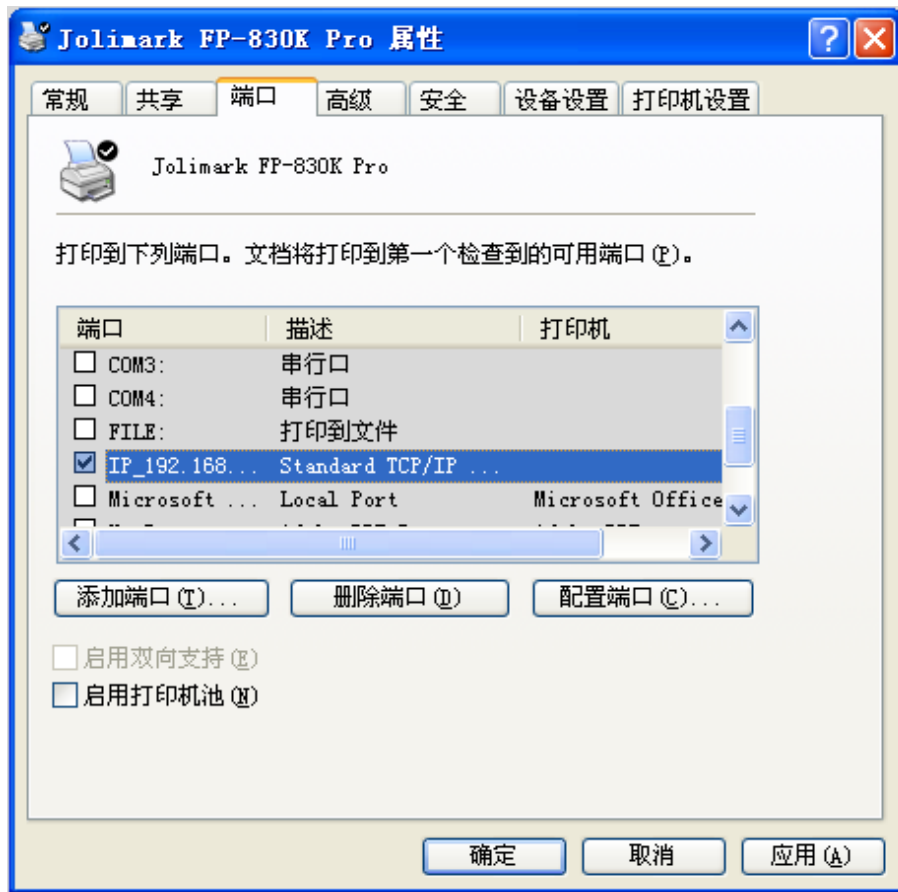 Jolimark FP-830K Pro 属性
常规 共享 端口 高级 安全 设备设置 打印机设置
Jolimark FP-830K Pro
打印到下列端口。文档将打印到第一个检查到的可用端口(P)。
端口 描述 打印机
COM3: 串行口
COM4: 串行口
FILE: 打印到文件
IP_192.168... Standard TCP/IP ...
Microsoft ... Local Port Microsoft Office
添加端口(T)... 删除端口(D) 配置端口(C)...
启用双向支持(E)
启用打印机池(N)
确定 取消 应用(A)